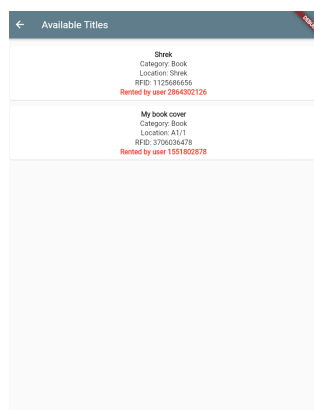 Available Titles
Shrek
Category: Book
Location: Shrek
RFID: 1125686656
Rented by user 2864302126
My book cover
Category: Book
Location: A1/1
RFID: 3706036478
Rented by user 1551802878